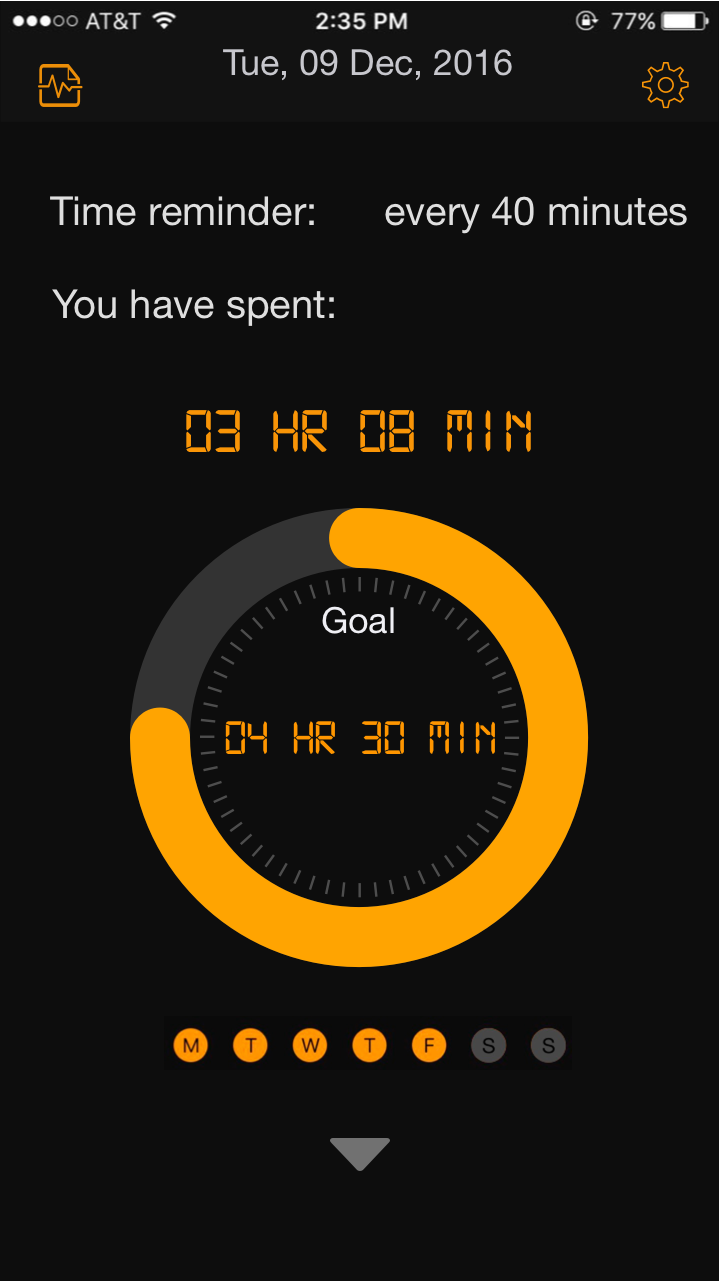 AT&T 2:35 PM 77%
Tue, 09 Dec, 2016
Time reminder: every 40 minutes
You have spent:
03 HR 08 MIN
Goal
04 HR 30 MIN
M T W T F S S